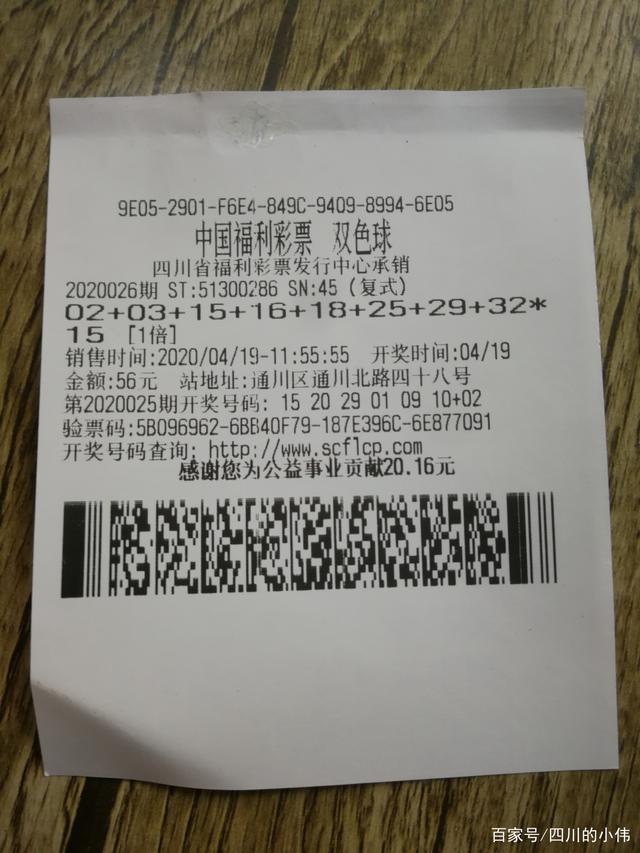 9E05-2901-F6E4-849C-9409-8994-6E05
中国福利彩票 双色球
四川省福利彩票发行中心承销
2020026期 ST:51300286 SN:45 (复式)
02+03+15+16+18+25+29+32*
15 [1倍]
销售时间:2020/04/19-11:55:55 开奖时间:04/19
金额:56元 站地址:通川区通川北路四十八号
第2020025期开奖号码: 15 20 29 01 09 10+02
验票码:5B096962-6BB40F79-187E396C-6E877091
开奖号码查询: http://www.scflcp.com
感谢您为公益事业贡献20.16元
百家号/四川的小伟